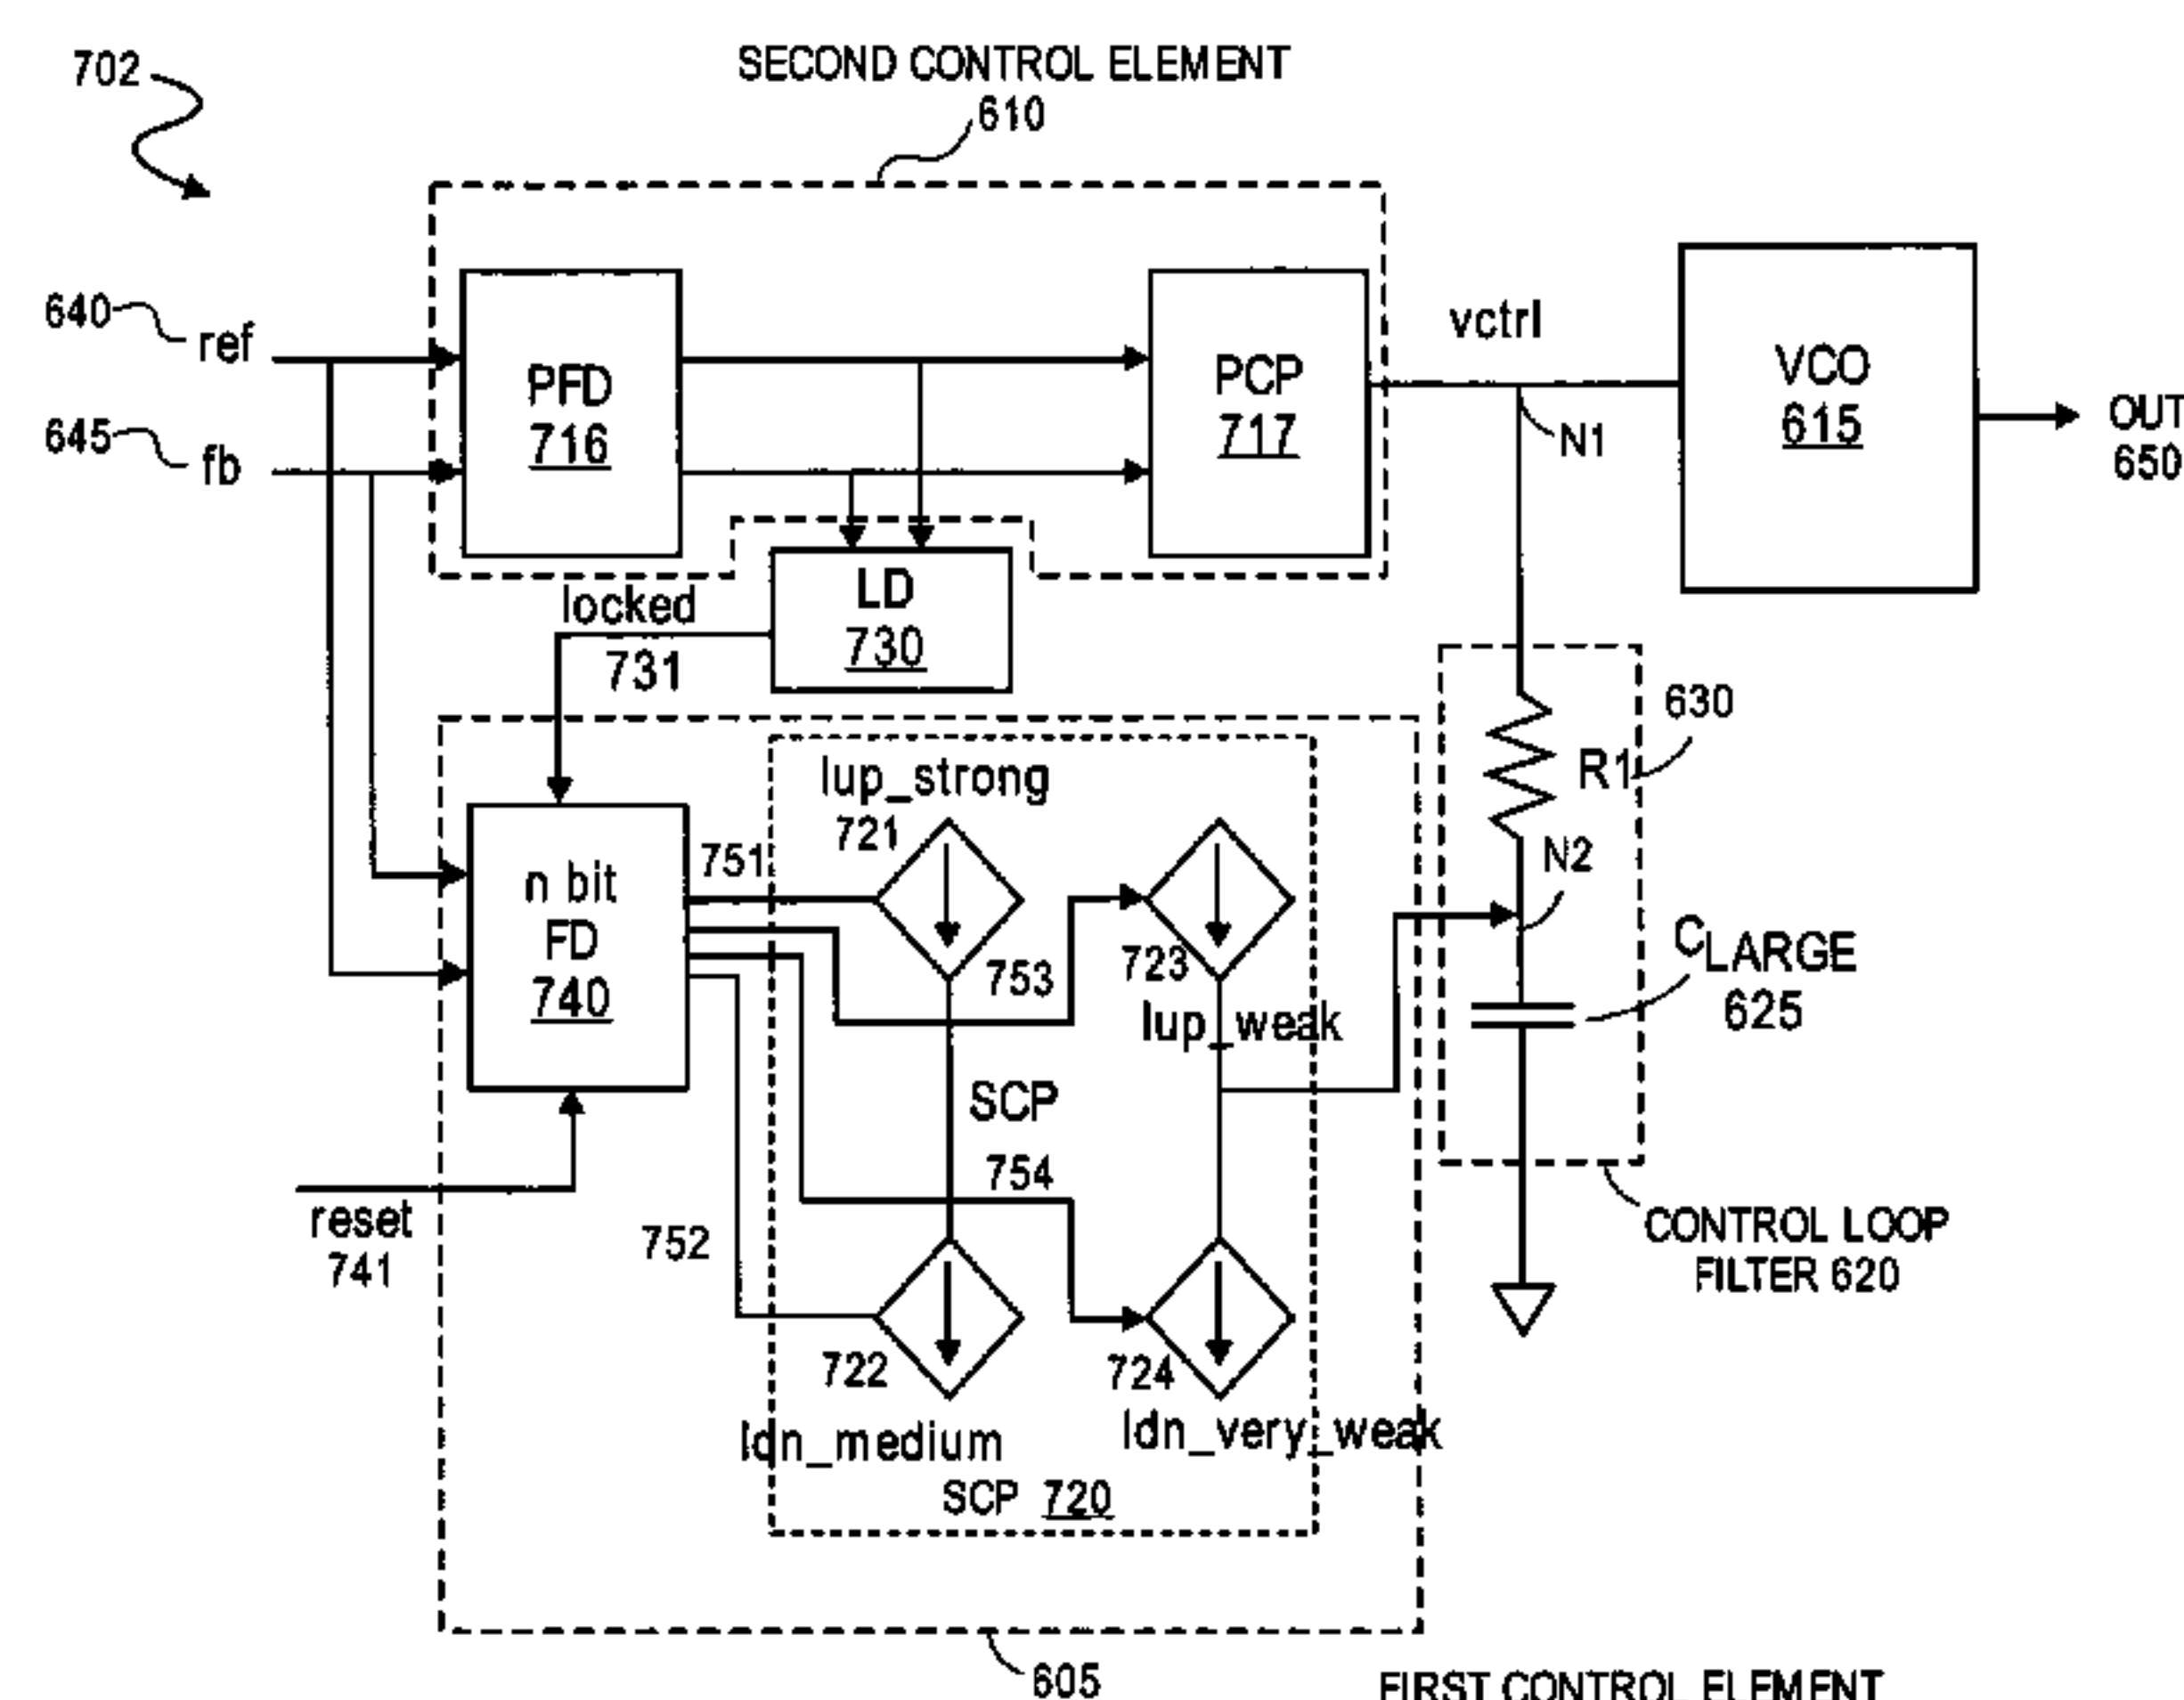 702
SECOND CONTROL ELEMENT
610
640
ref
645
fb
PFD
716
PCP
717
vctrl
N1
VCO
615
OUT
650
locked
731
LD
730
Iup_strong
721
751
n bit
FD
740
753
723
Iup_weak
SCP
754
752
reset
741
722
Idn_medium
724
Idn_very_weak
SCP 720
630
R1
N2
CLARGE
625
CONTROL LOOP
FILTER 620
605
FIRST CONTROL ELEMENT